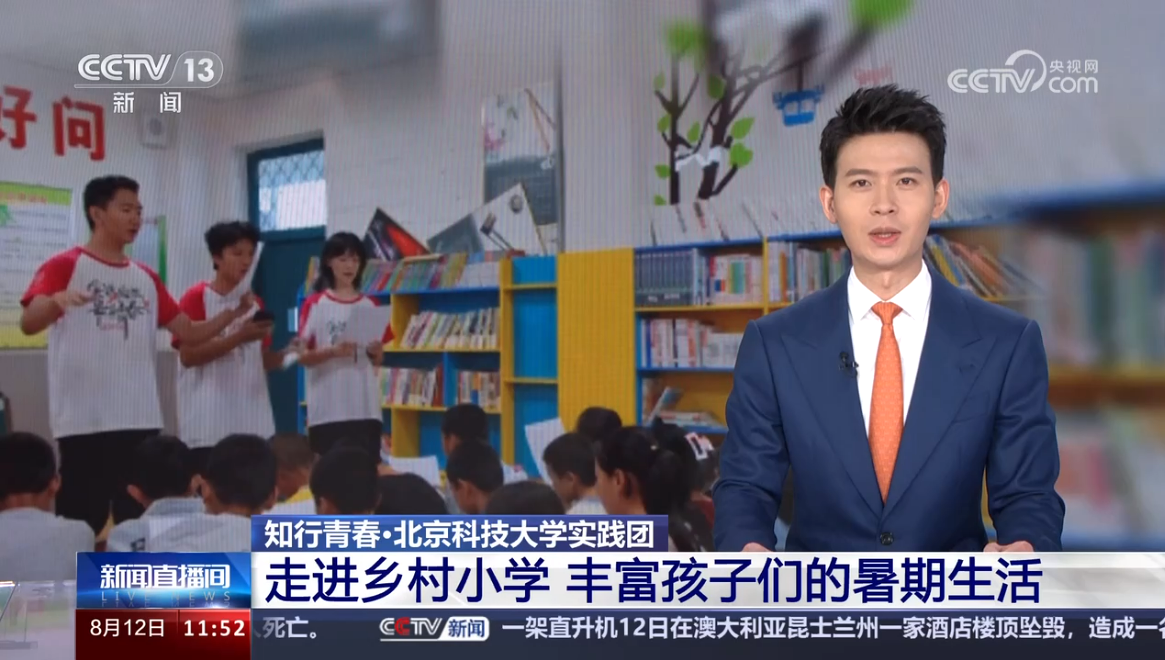 CCTV 13
新闻
央视网
CCTV.com
好问
知行青春·北京科技大学实践团
新闻直播间
LIVE NEWS
走进乡村小学 丰富孩子们的暑期生活
8月12日 11:52
死亡。 CCTV新闻 一架直升机12日在澳大利亚昆士兰州一家酒店楼顶坠毁，造成一